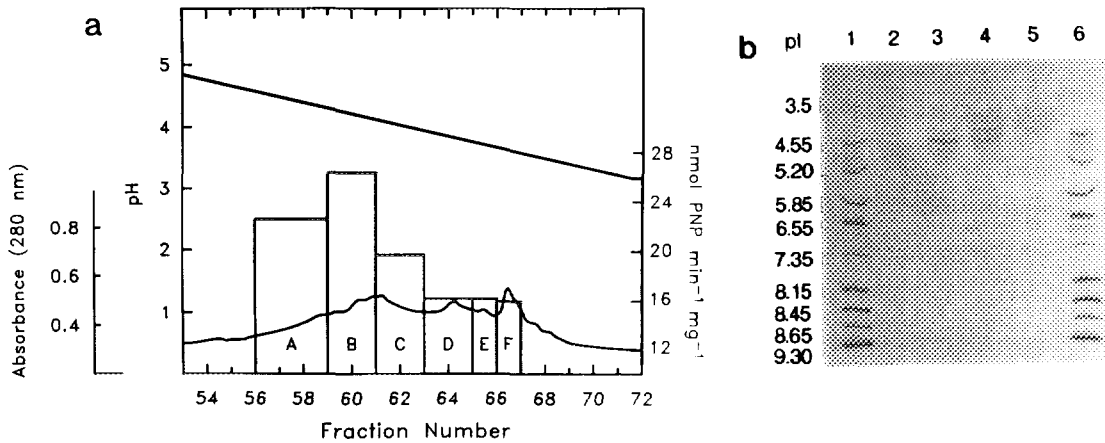 a
5
4
3
2
1
pH
0.8
0.6
0.4
Absorbance (280 nm)
28
24
20
16
12
nmol PNP min⁻¹ mg⁻¹
A B C D E F
54 56 58 60 62 64 66 68 70 72
Fraction Number
b pI 1 2 3 4 5 6
3.5
4.55
5.20
5.85
6.55
7.35
8.15
8.45
8.65
9.30